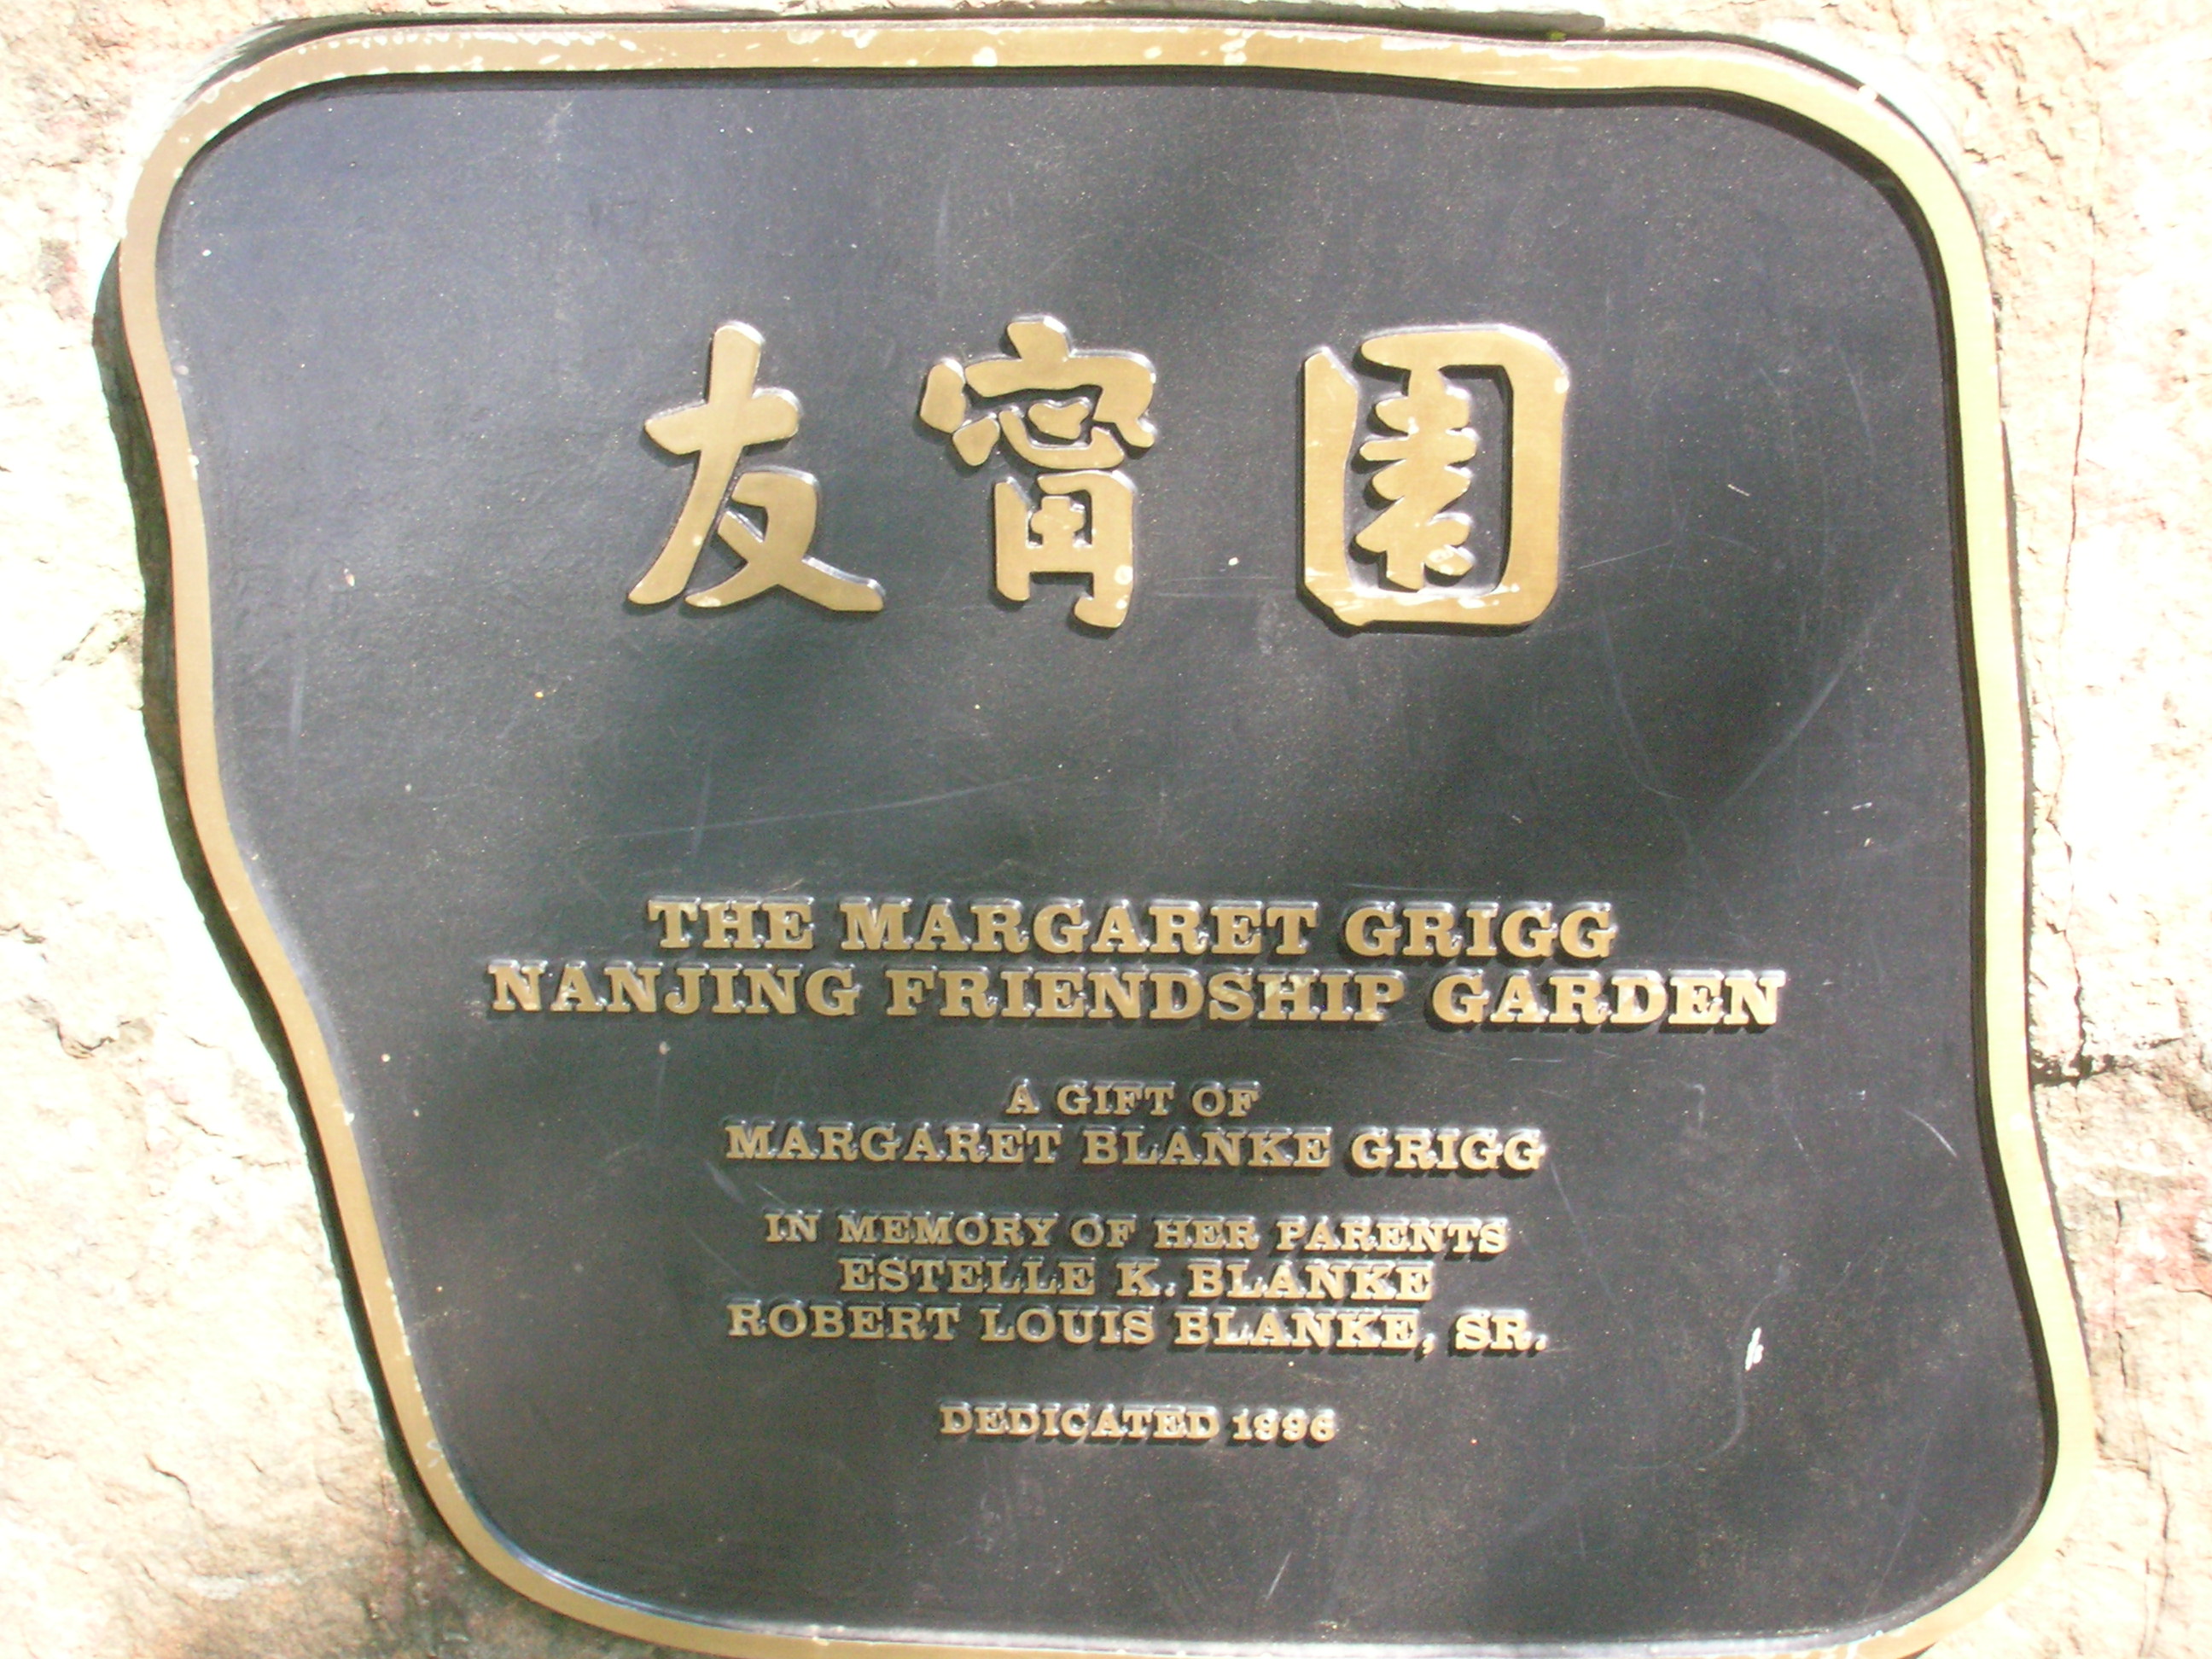 友甯園
THE MARGARET GRIGG
NANJING FRIENDSHIP GARDEN
A GIFT OF
MARGARET BLANKE GRIGG
IN MEMORY OF HER PARENTS
ESTELLE K. BLANKE
ROBERT LOUIS BLANKE, SR.
DEDICATED 1996